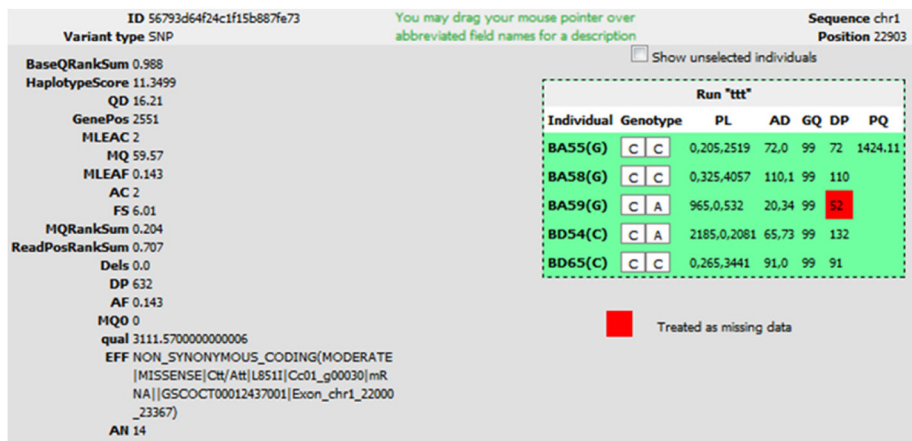 ID 56793d64f24c1f15b887fe73
Variant type SNP
You may drag your mouse pointer over
abbreviated field names for a description
Sequence chr1
Position 22903
BaseQRankSum 0.988
HaplotypeScore 11.3499
QD 16.21
GenePos 2551
MLEAC 2
MQ 59.57
MLEAF 0.143
AC 2
FS 6.01
MQRankSum 0.204
ReadPosRankSum 0.707
Dels 0.0
DP 632
AF 0.143
MQ0 0
qual 3111.5700000000006
EFF NON_SYNONYMOUS_CODING(MODERATE
|MISSENSE|Ctt/Att|L851I|Cc01_g00030|mR
NA||GSCOCT00012437001|Exon_chr1_22000
_23367)
AN 14
Show unselected individuals
Run "ttt"
Individual Genotype PL AD GQ DP PQ
BA55(G) C C 0,205,2519 72,0 99 72 1424.11
BA58(G) C C 0,325,4057 110,1 99 110
BA59(G) C A 965,0,532 20,34 99 52
BD54(C) C A 2185,0,2081 65,73 99 132
BD65(C) C C 0,265,3441 91,0 99 91
Treated as missing data